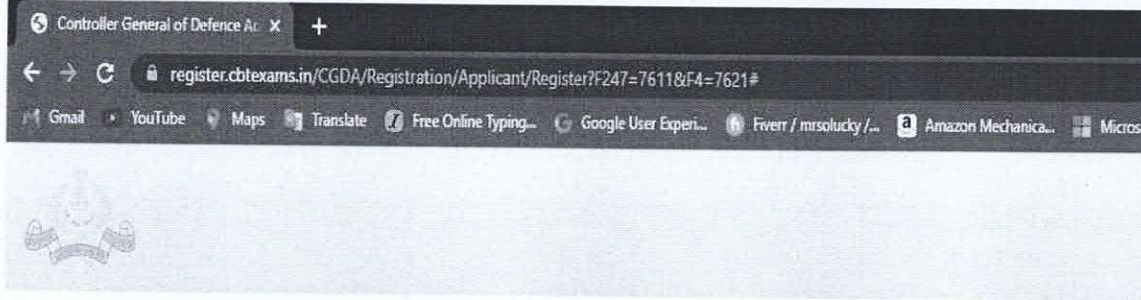 Controller General of Defence Ac
register.cbtexams.in/CGDA/Registration/Applicant/Register?F247=7611&F4=7621#
Gmail YouTube Maps Translate Free Online Typing... Google User Experi... Fiverr / mrsolucky /... Amazon Mechanica... Micros